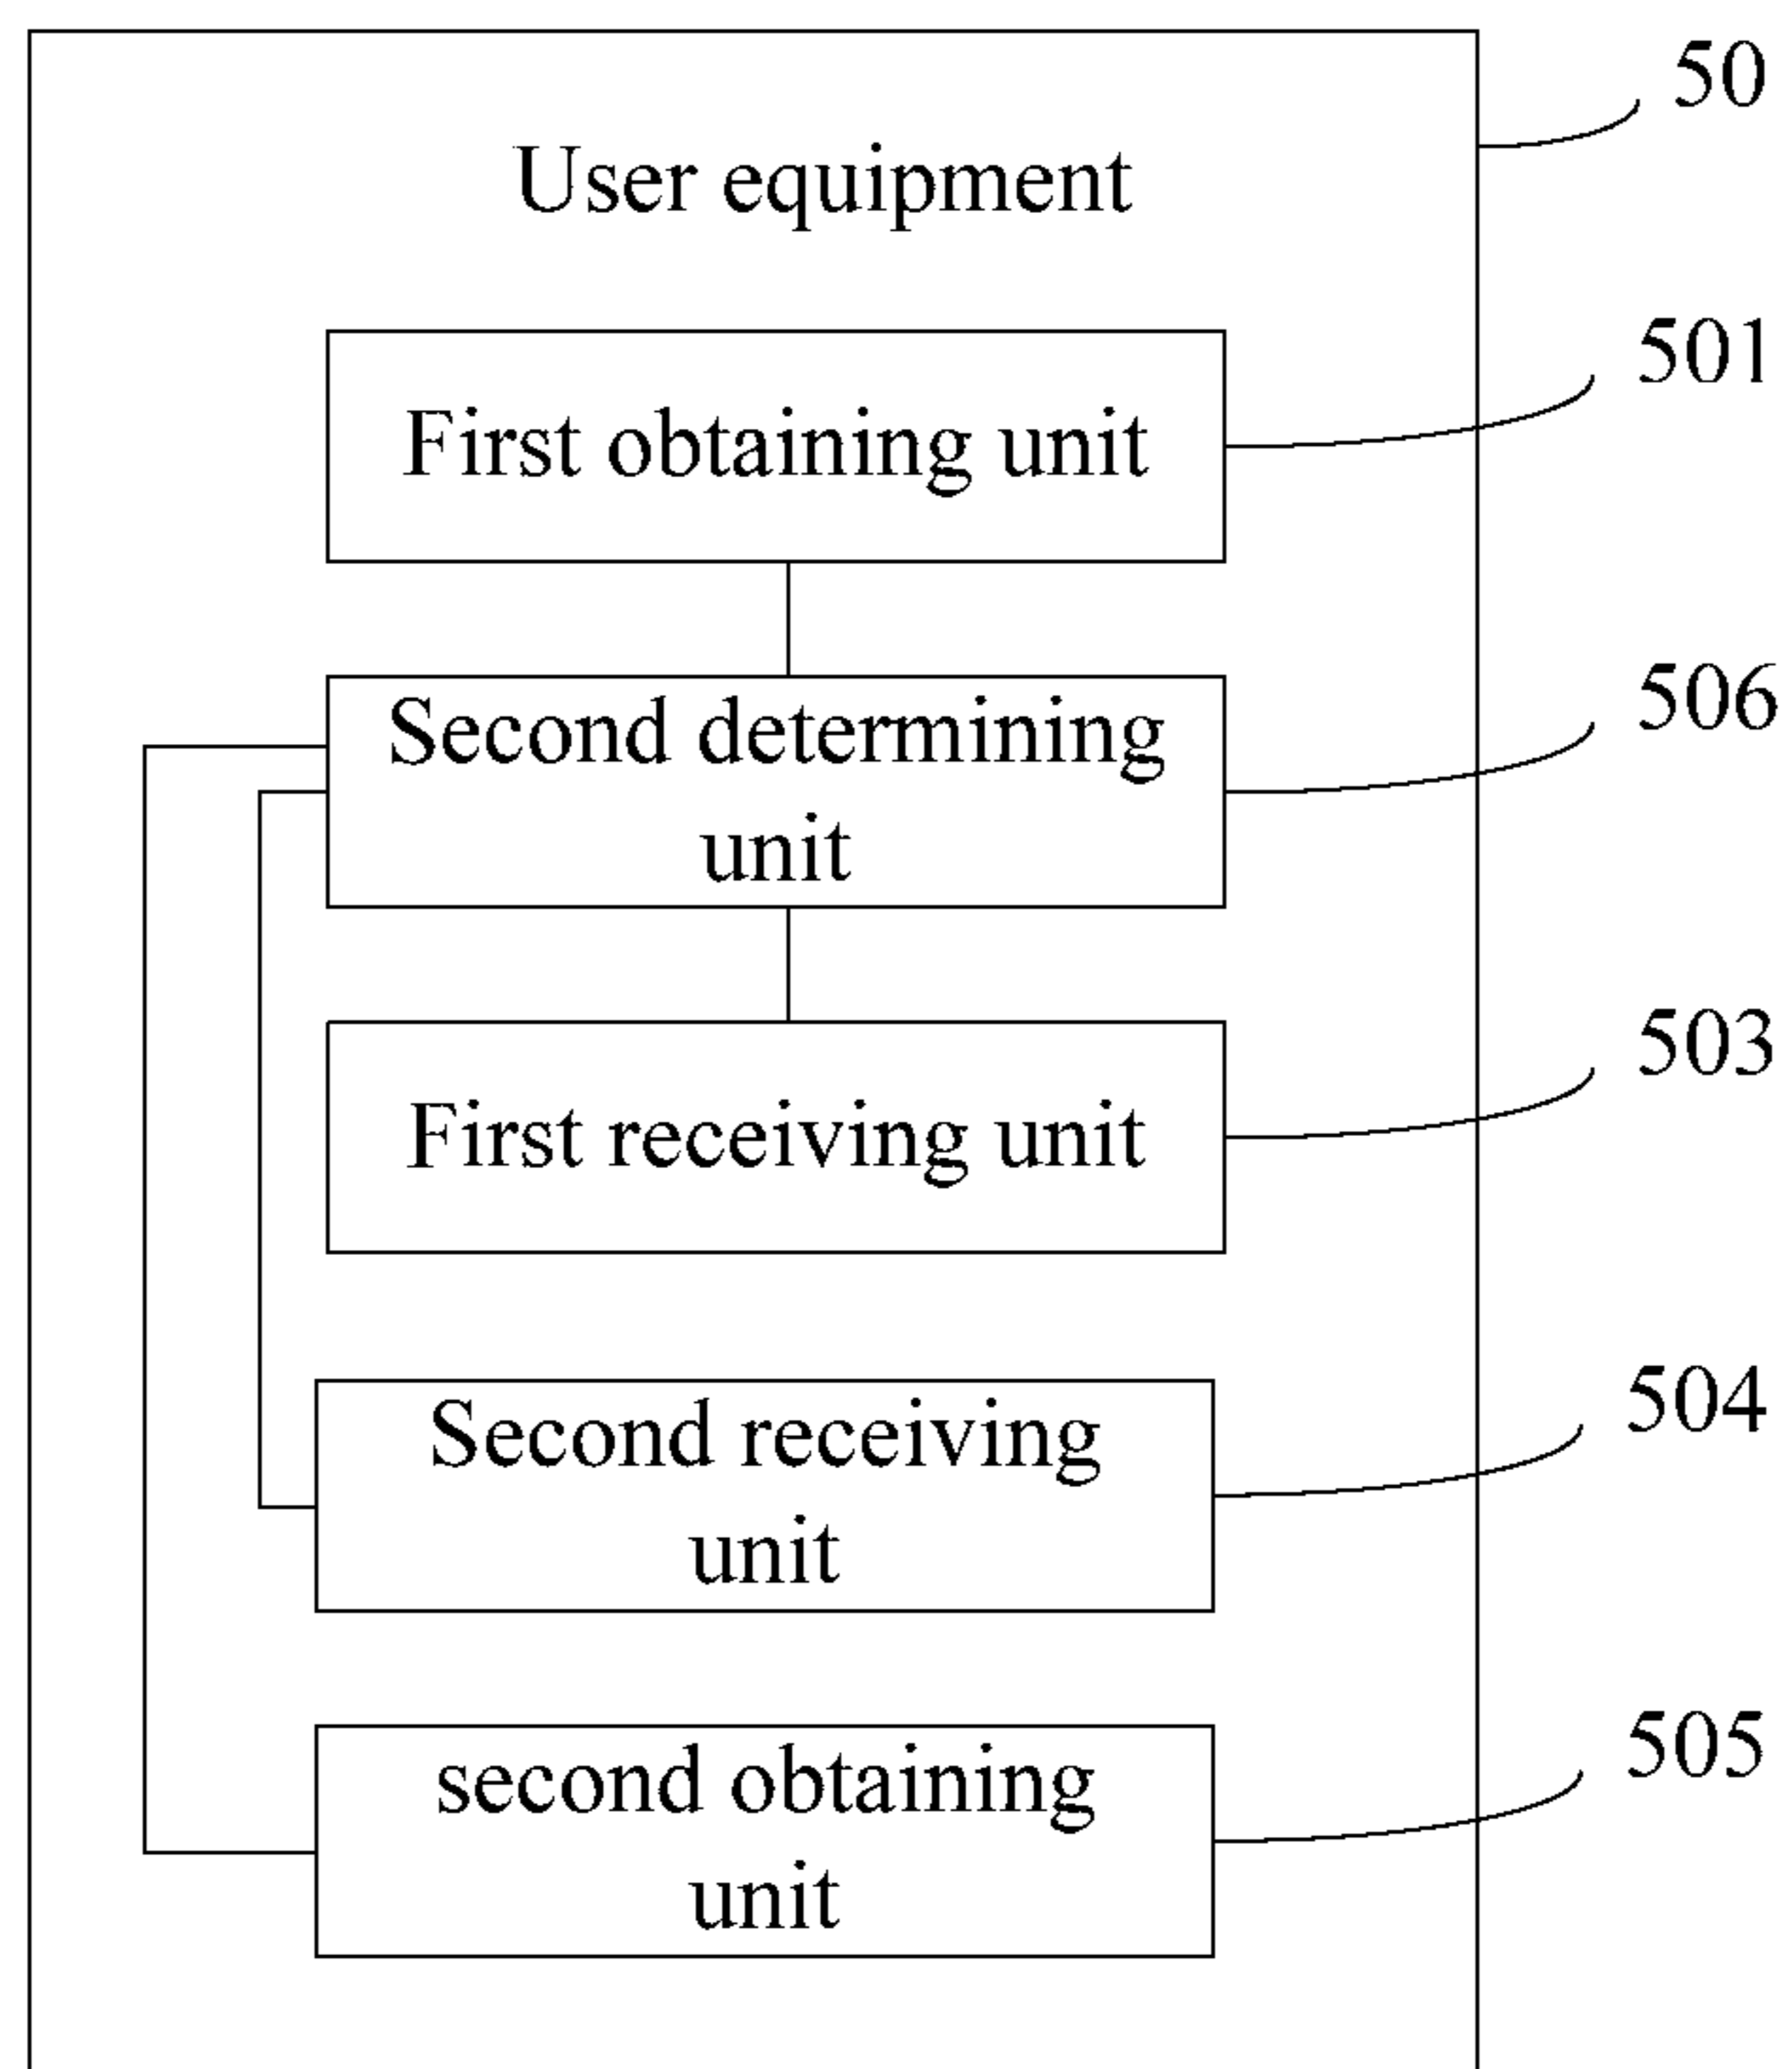 50
User equipment
501
First obtaining unit
506
Second determining
unit
503
First receiving unit
504
Second receiving
unit
505
second obtaining
unit